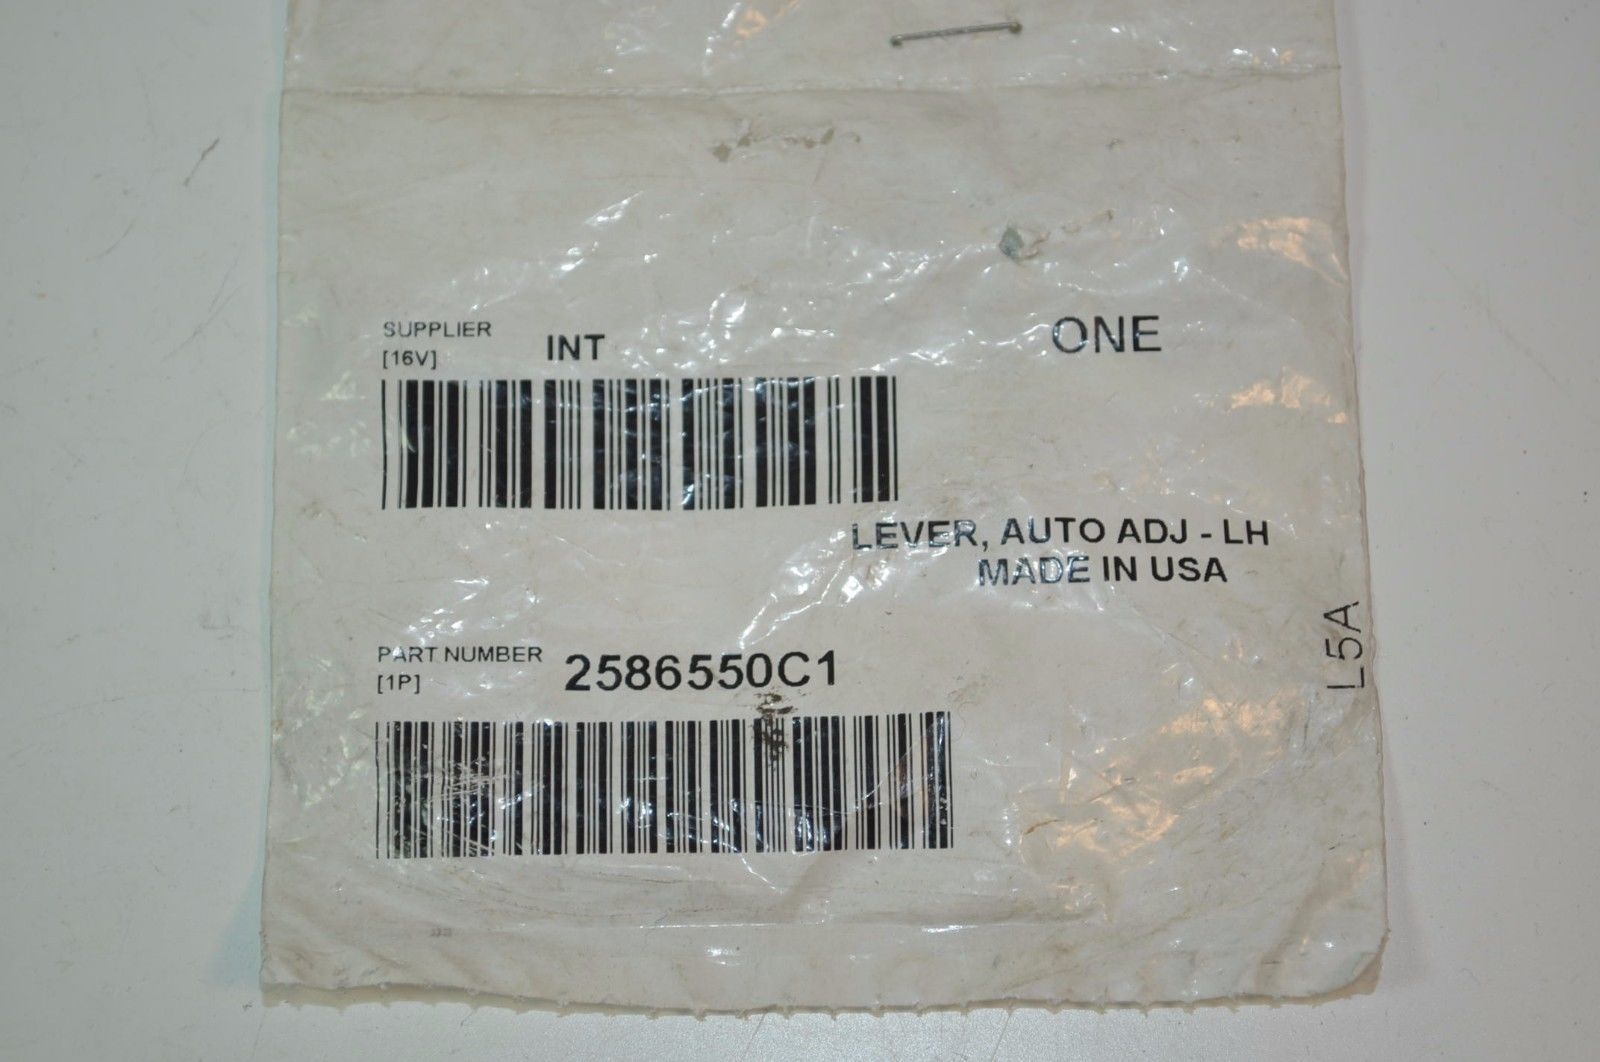 SUPPLIER
[16V]
INT
ONE
LEVER, AUTO ADJ - LH
MADE IN USA
PART NUMBER
[1P]
2586550C1
L5A